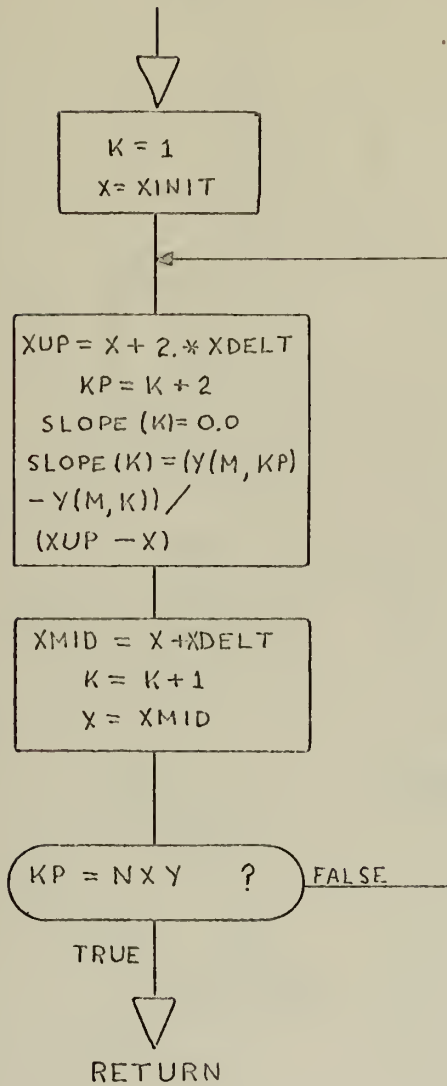 K = 1
X = XINIT
XUP = X + 2.* XDELT
KP = K + 2
SLOPE (K) = 0.0
SLOPE (K) = (Y(M, KP)
- Y(M, K)) /
(XUP - X)
XMID = X + XDELT
K = K + 1
X = XMID
KP = NXY ?
FALSE
TRUE
RETURN